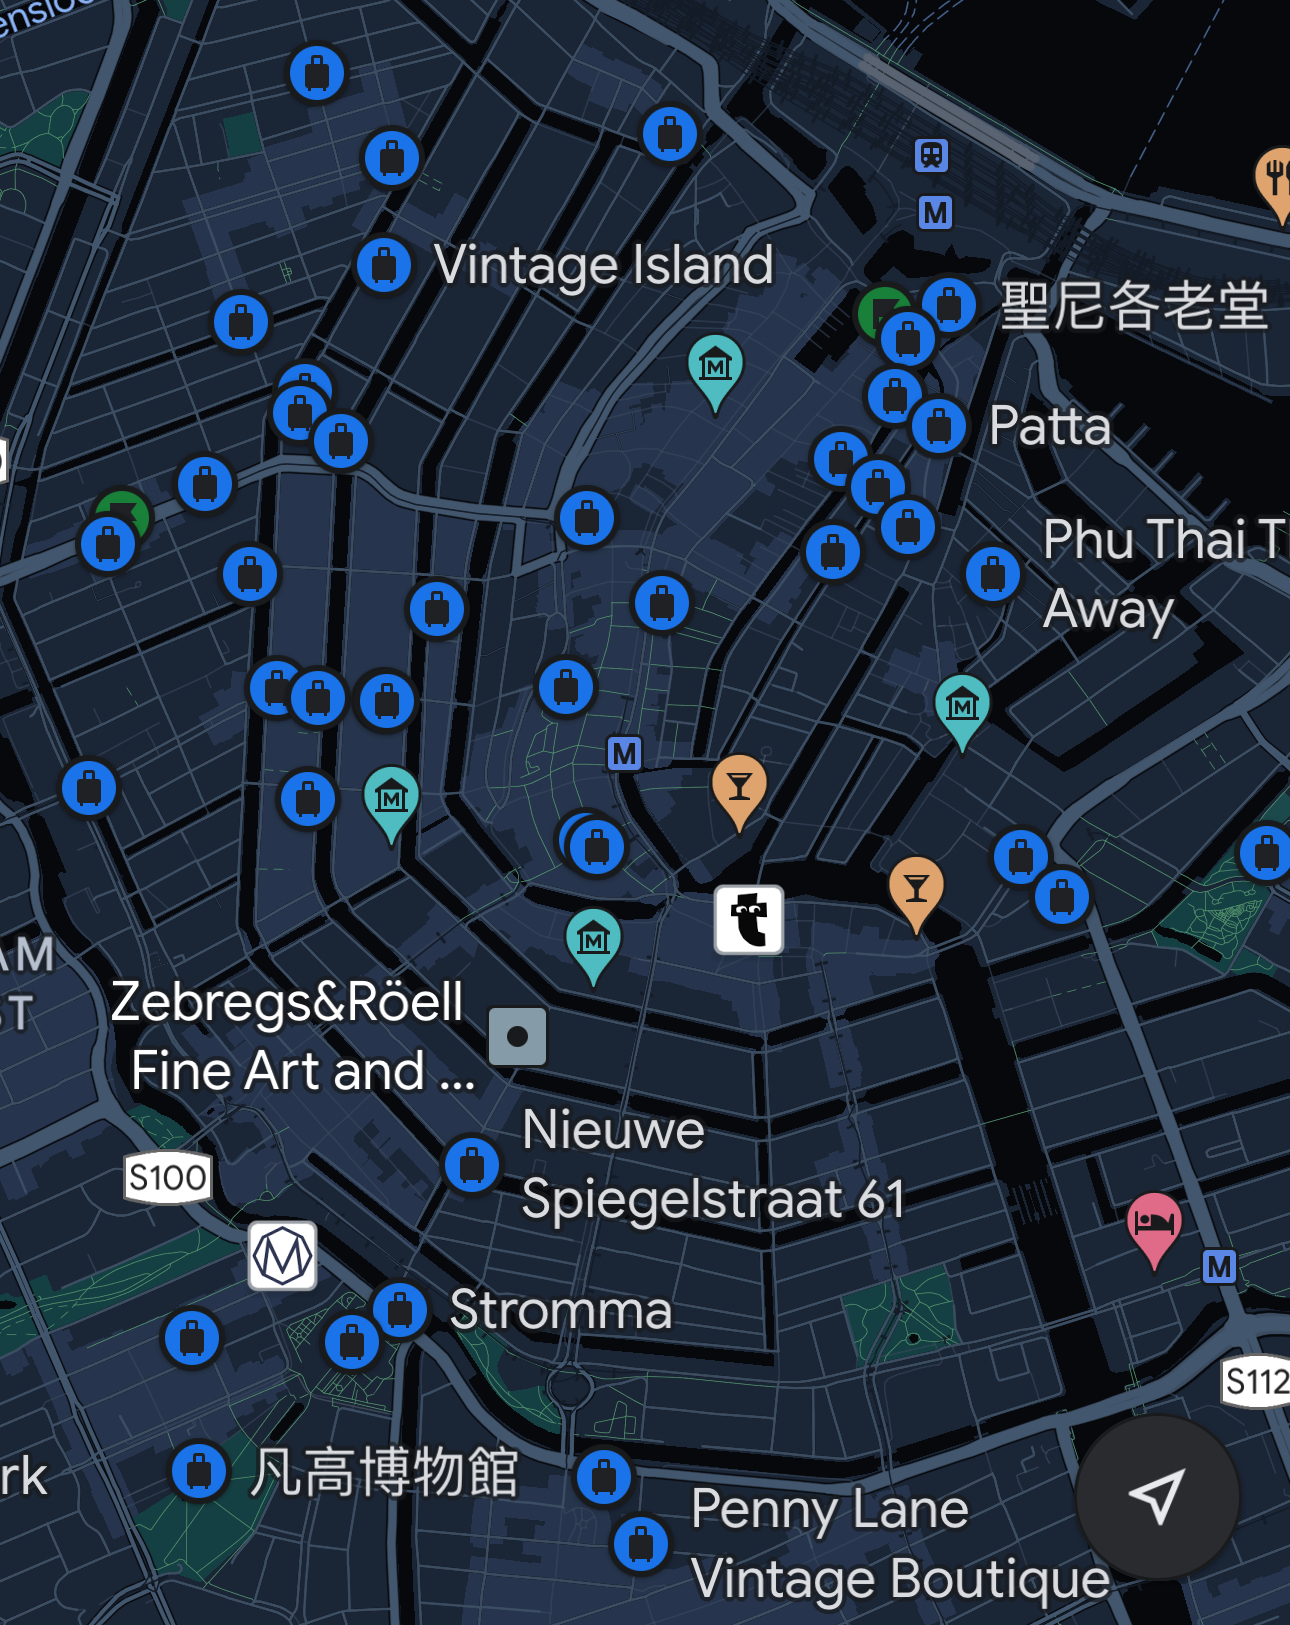 Vintage Island
M
聖尼各老堂
Patta
Phu Thai T
Away
M
AM
ST
Zebregs&Röell
Fine Art and ...
Nieuwe
Spiegelstraat 61
S100
M
Stromma
S112
rk
凡高博物館
Penny Lane
Vintage Boutique